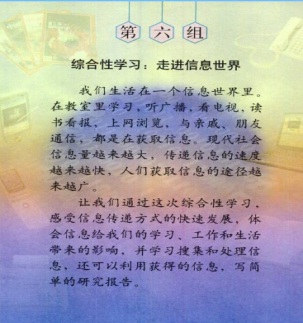 第六组
综合性学习：走进信息世界
我们生活在一个信息世界里。
在教室里学习，听广播，看电视，读
书看报，上网浏览，与亲戚、朋友
通信，都是在获取信息。现代社会
信息量越来越大，传递信息的速度
越来越快，人们获取信息的途径越
来越广。
让我们通过这次综合性学习，
感受信息传递方式的快速发展，体
会信息给我们的学习、工作和生活
带来的影响，并学习搜集和处理信
息，还可以利用获得的信息，写简
单的研究报告。